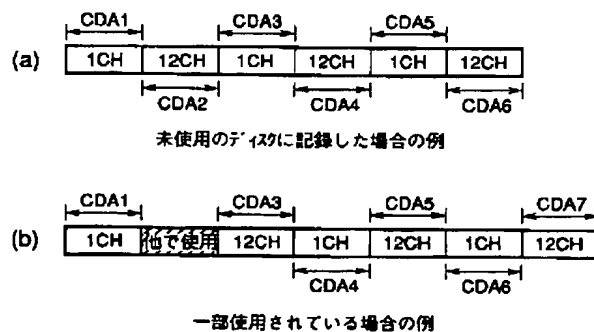 CDA1 CDA3 CDA5
(a) 1CH 12CH 1CH 12CH 1CH 12CH
CDA2 CDA4 CDA6
未使用のディスクに記録した場合の例
CDA1 CDA3 CDA5 CDA7
(b) 1CH 他で使用 12CH 1CH 12CH 1CH 12CH
CDA4 CDA6
一部使用されている場合の例